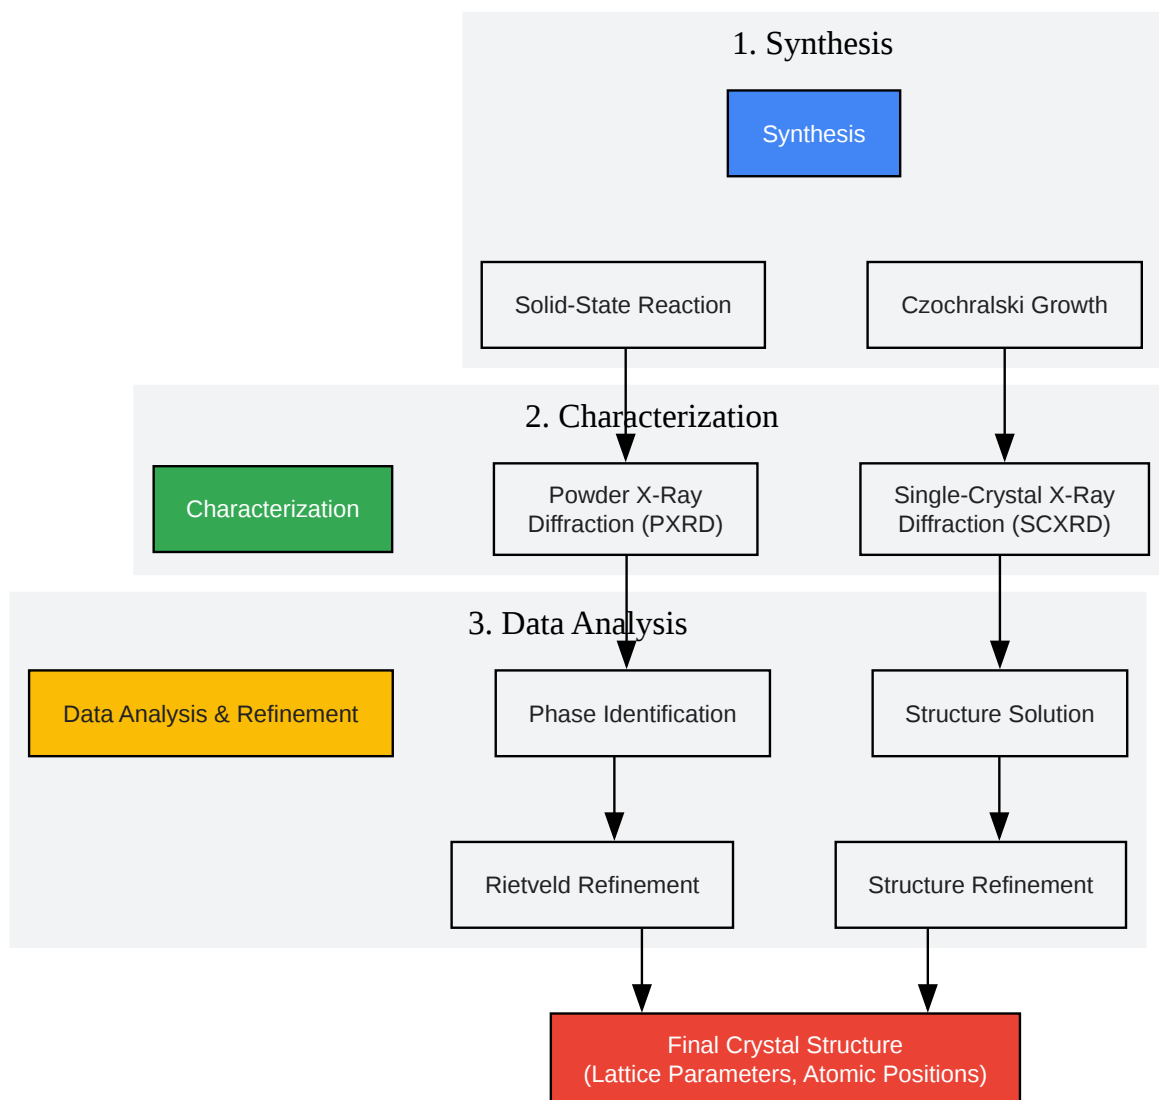 1. Synthesis
Synthesis
Solid-State Reaction
Czochralski Growth
2. Characterization
Characterization
Powder X-Ray
Diffraction (PXRD)
Single-Crystal X-Ray
Diffraction (SCXRD)
3. Data Analysis
Data Analysis & Refinement
Phase Identification
Structure Solution
Rietveld Refinement
Structure Refinement
Final Crystal Structure
(Lattice Parameters, Atomic Positions)